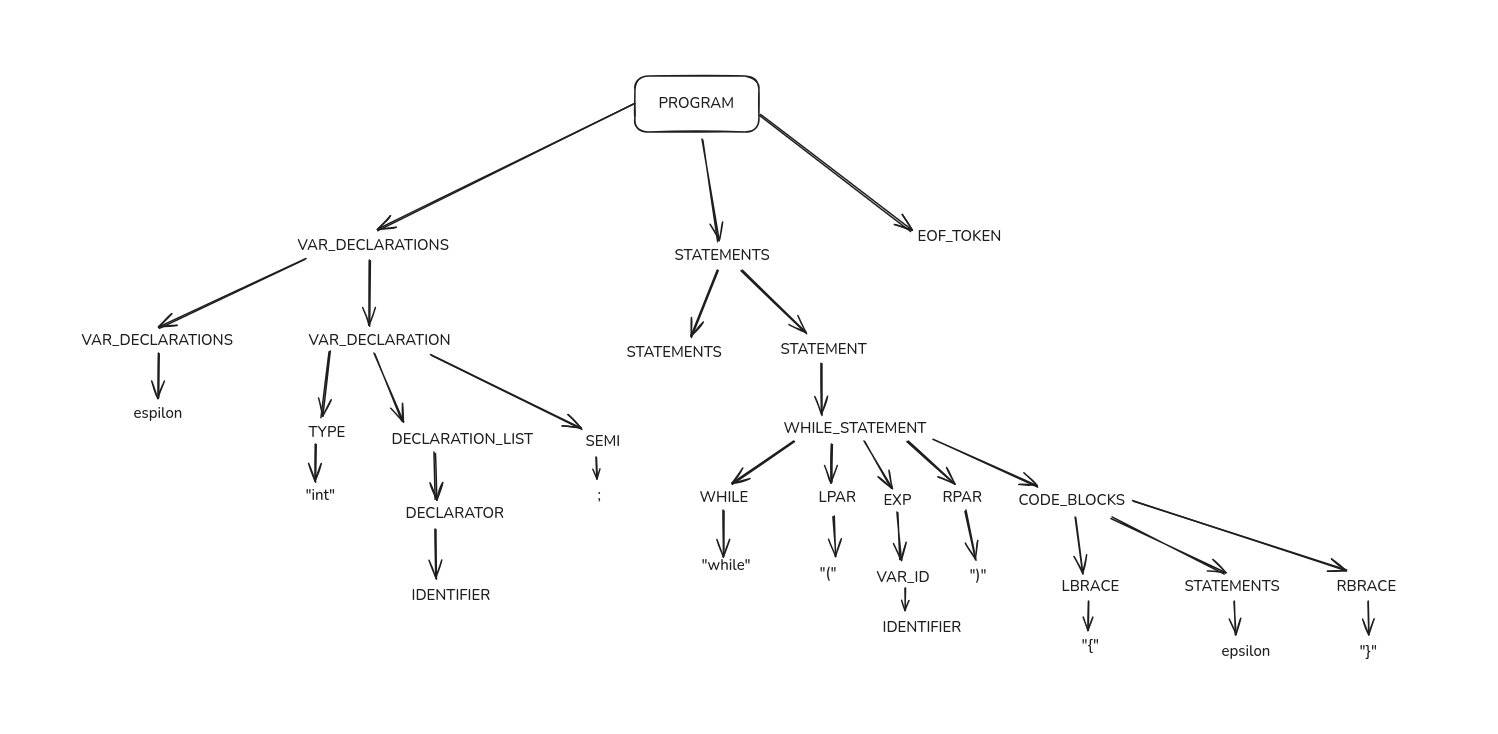 PROGRAM
EOF_TOKEN
VAR_DECLARATIONS
STATEMENTS
VAR_DECLARATIONS
VAR_DECLARATION
STATEMENTS
STATEMENT
espilon
TYPE
DECLARATION_LIST
SEMI
WHILE_STATEMENT
"int"
;
WHILE
LPAR
EXP
RPAR
CODE_BLOCKS
DECLARATOR
"while"
"("
VAR_ID
")"
LBRACE
STATEMENTS
RBRACE
IDENTIFIER
IDENTIFIER
"{"
epsilon
"}"